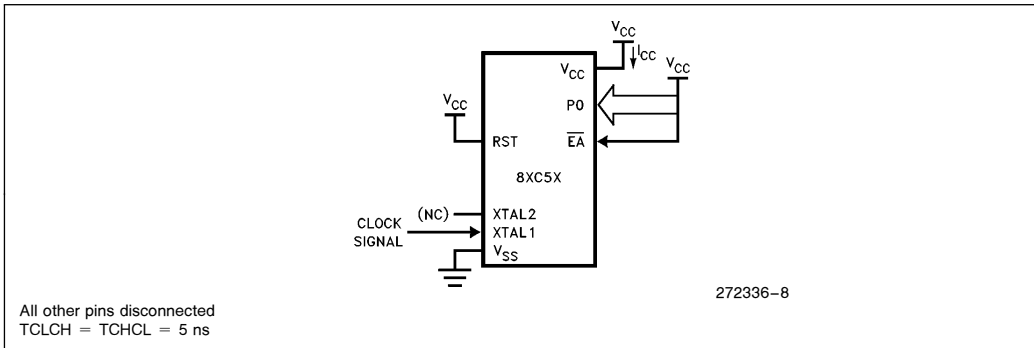 VCC
ICC
VCC
VCC
P0
VCC
RST
EA
8XC5X
(NC)
XTAL2
CLOCK
SIGNAL
XTAL1
VSS
272336–8
All other pins disconnected
TCLCH = TCHCL = 5 ns